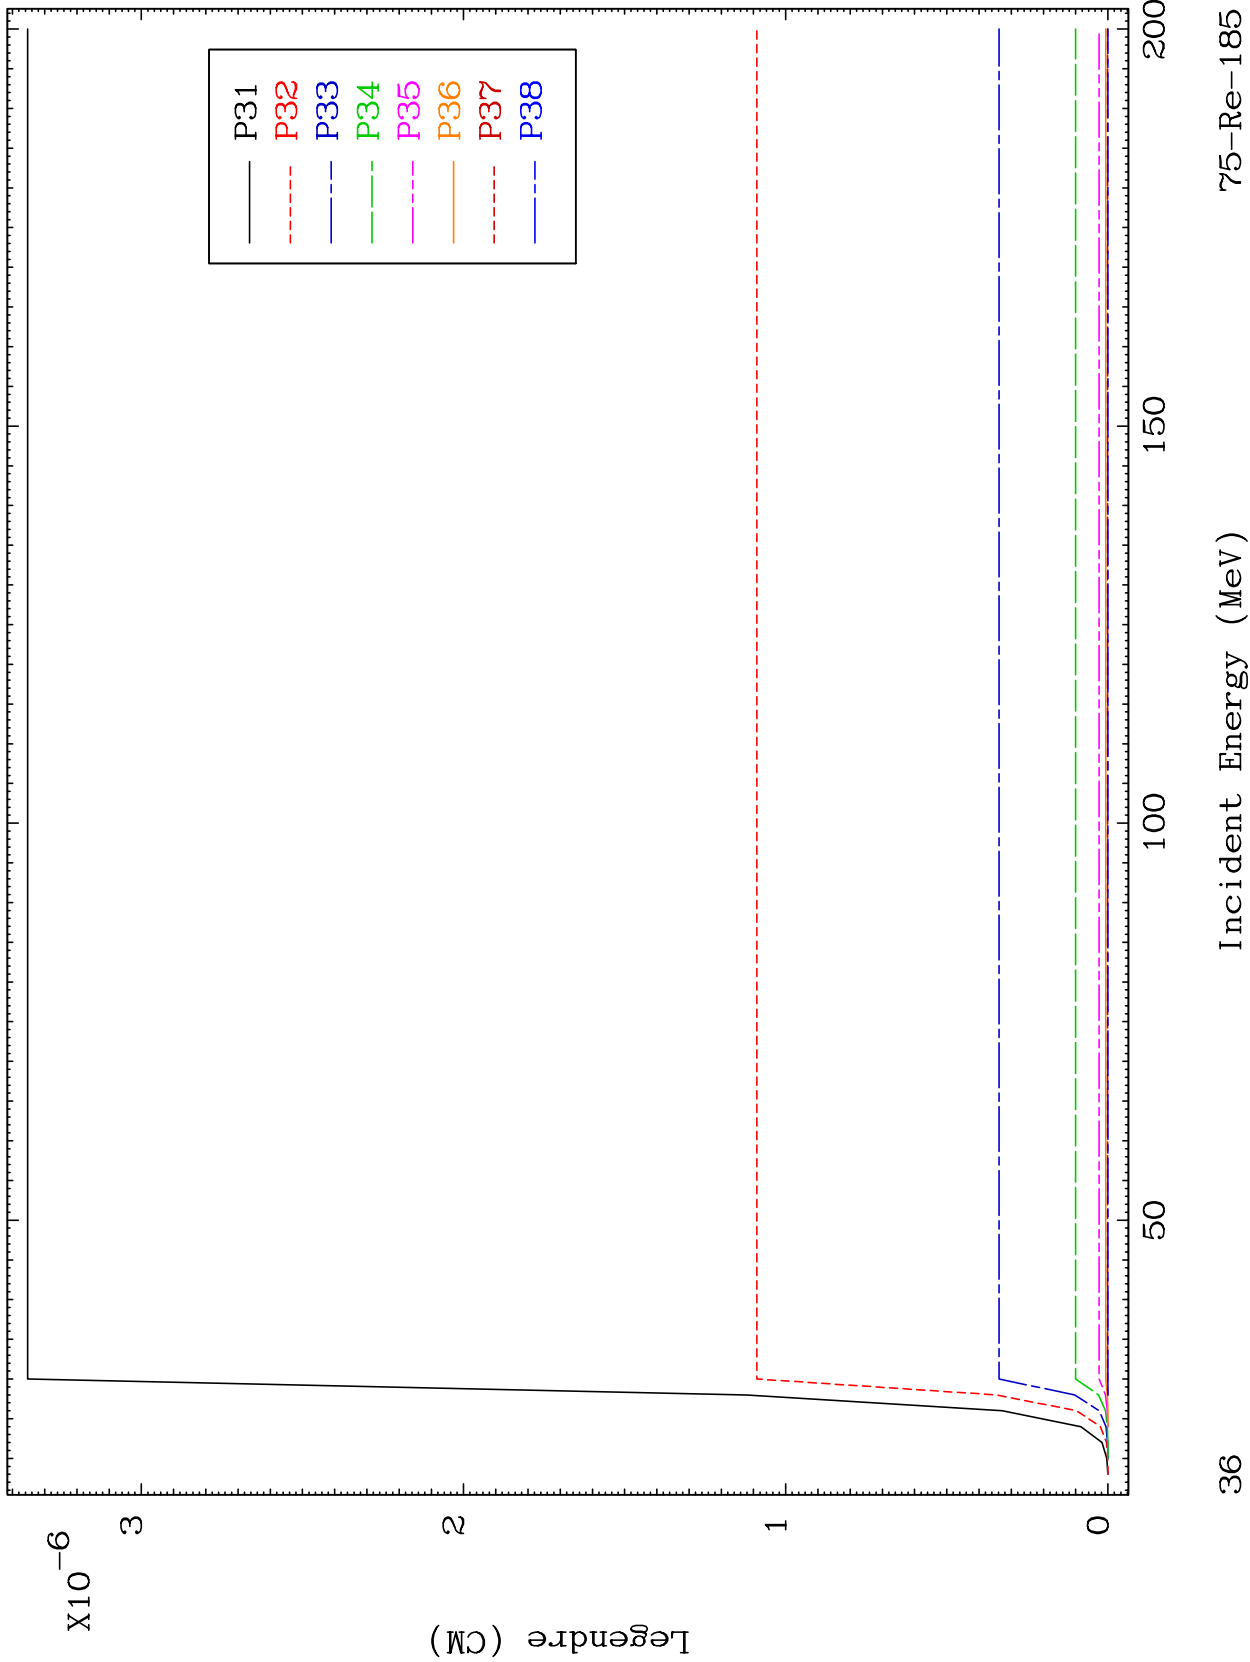 X10-6
3
2
1
0
Legendre (CM)
P31
P32
P33
P34
P35
P36
P37
P38
50
100
150
200
Incident Energy (MeV)
36
75-Re-185